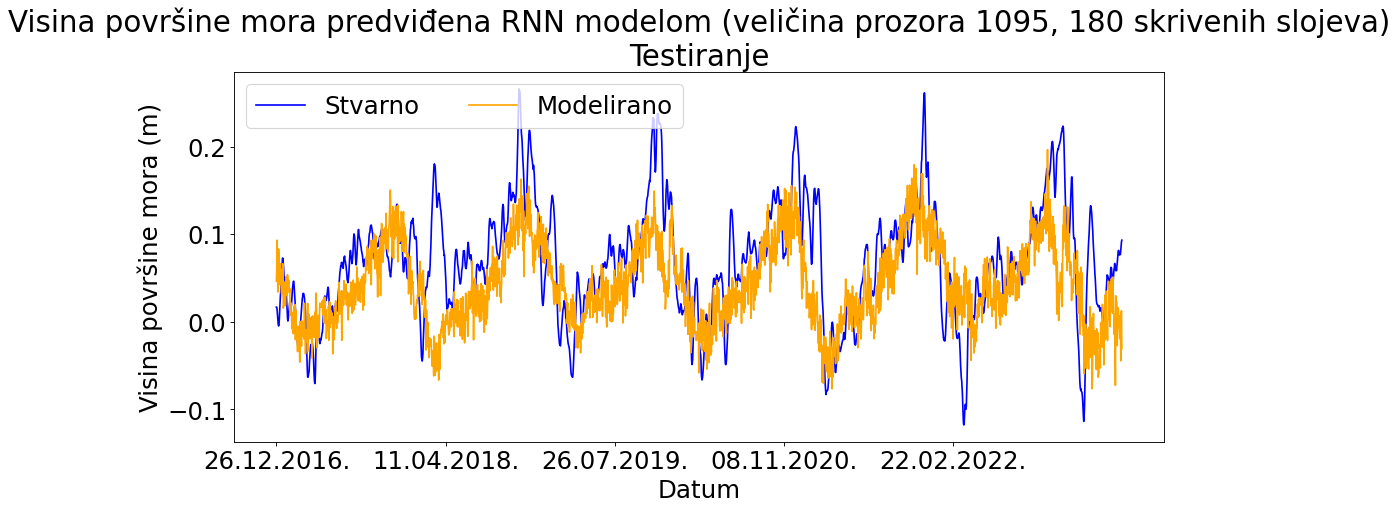 Visina površine mora predviđena RNN modelom (veličina prozora 1095, 180 skrivenih slojeva)
Testiranje
Stvarno
Modelirano
Visina površine mora (m)
0.2
0.1
0.0
−0.1
26.12.2016.
11.04.2018.
26.07.2019.
08.11.2020.
22.02.2022.
Datum